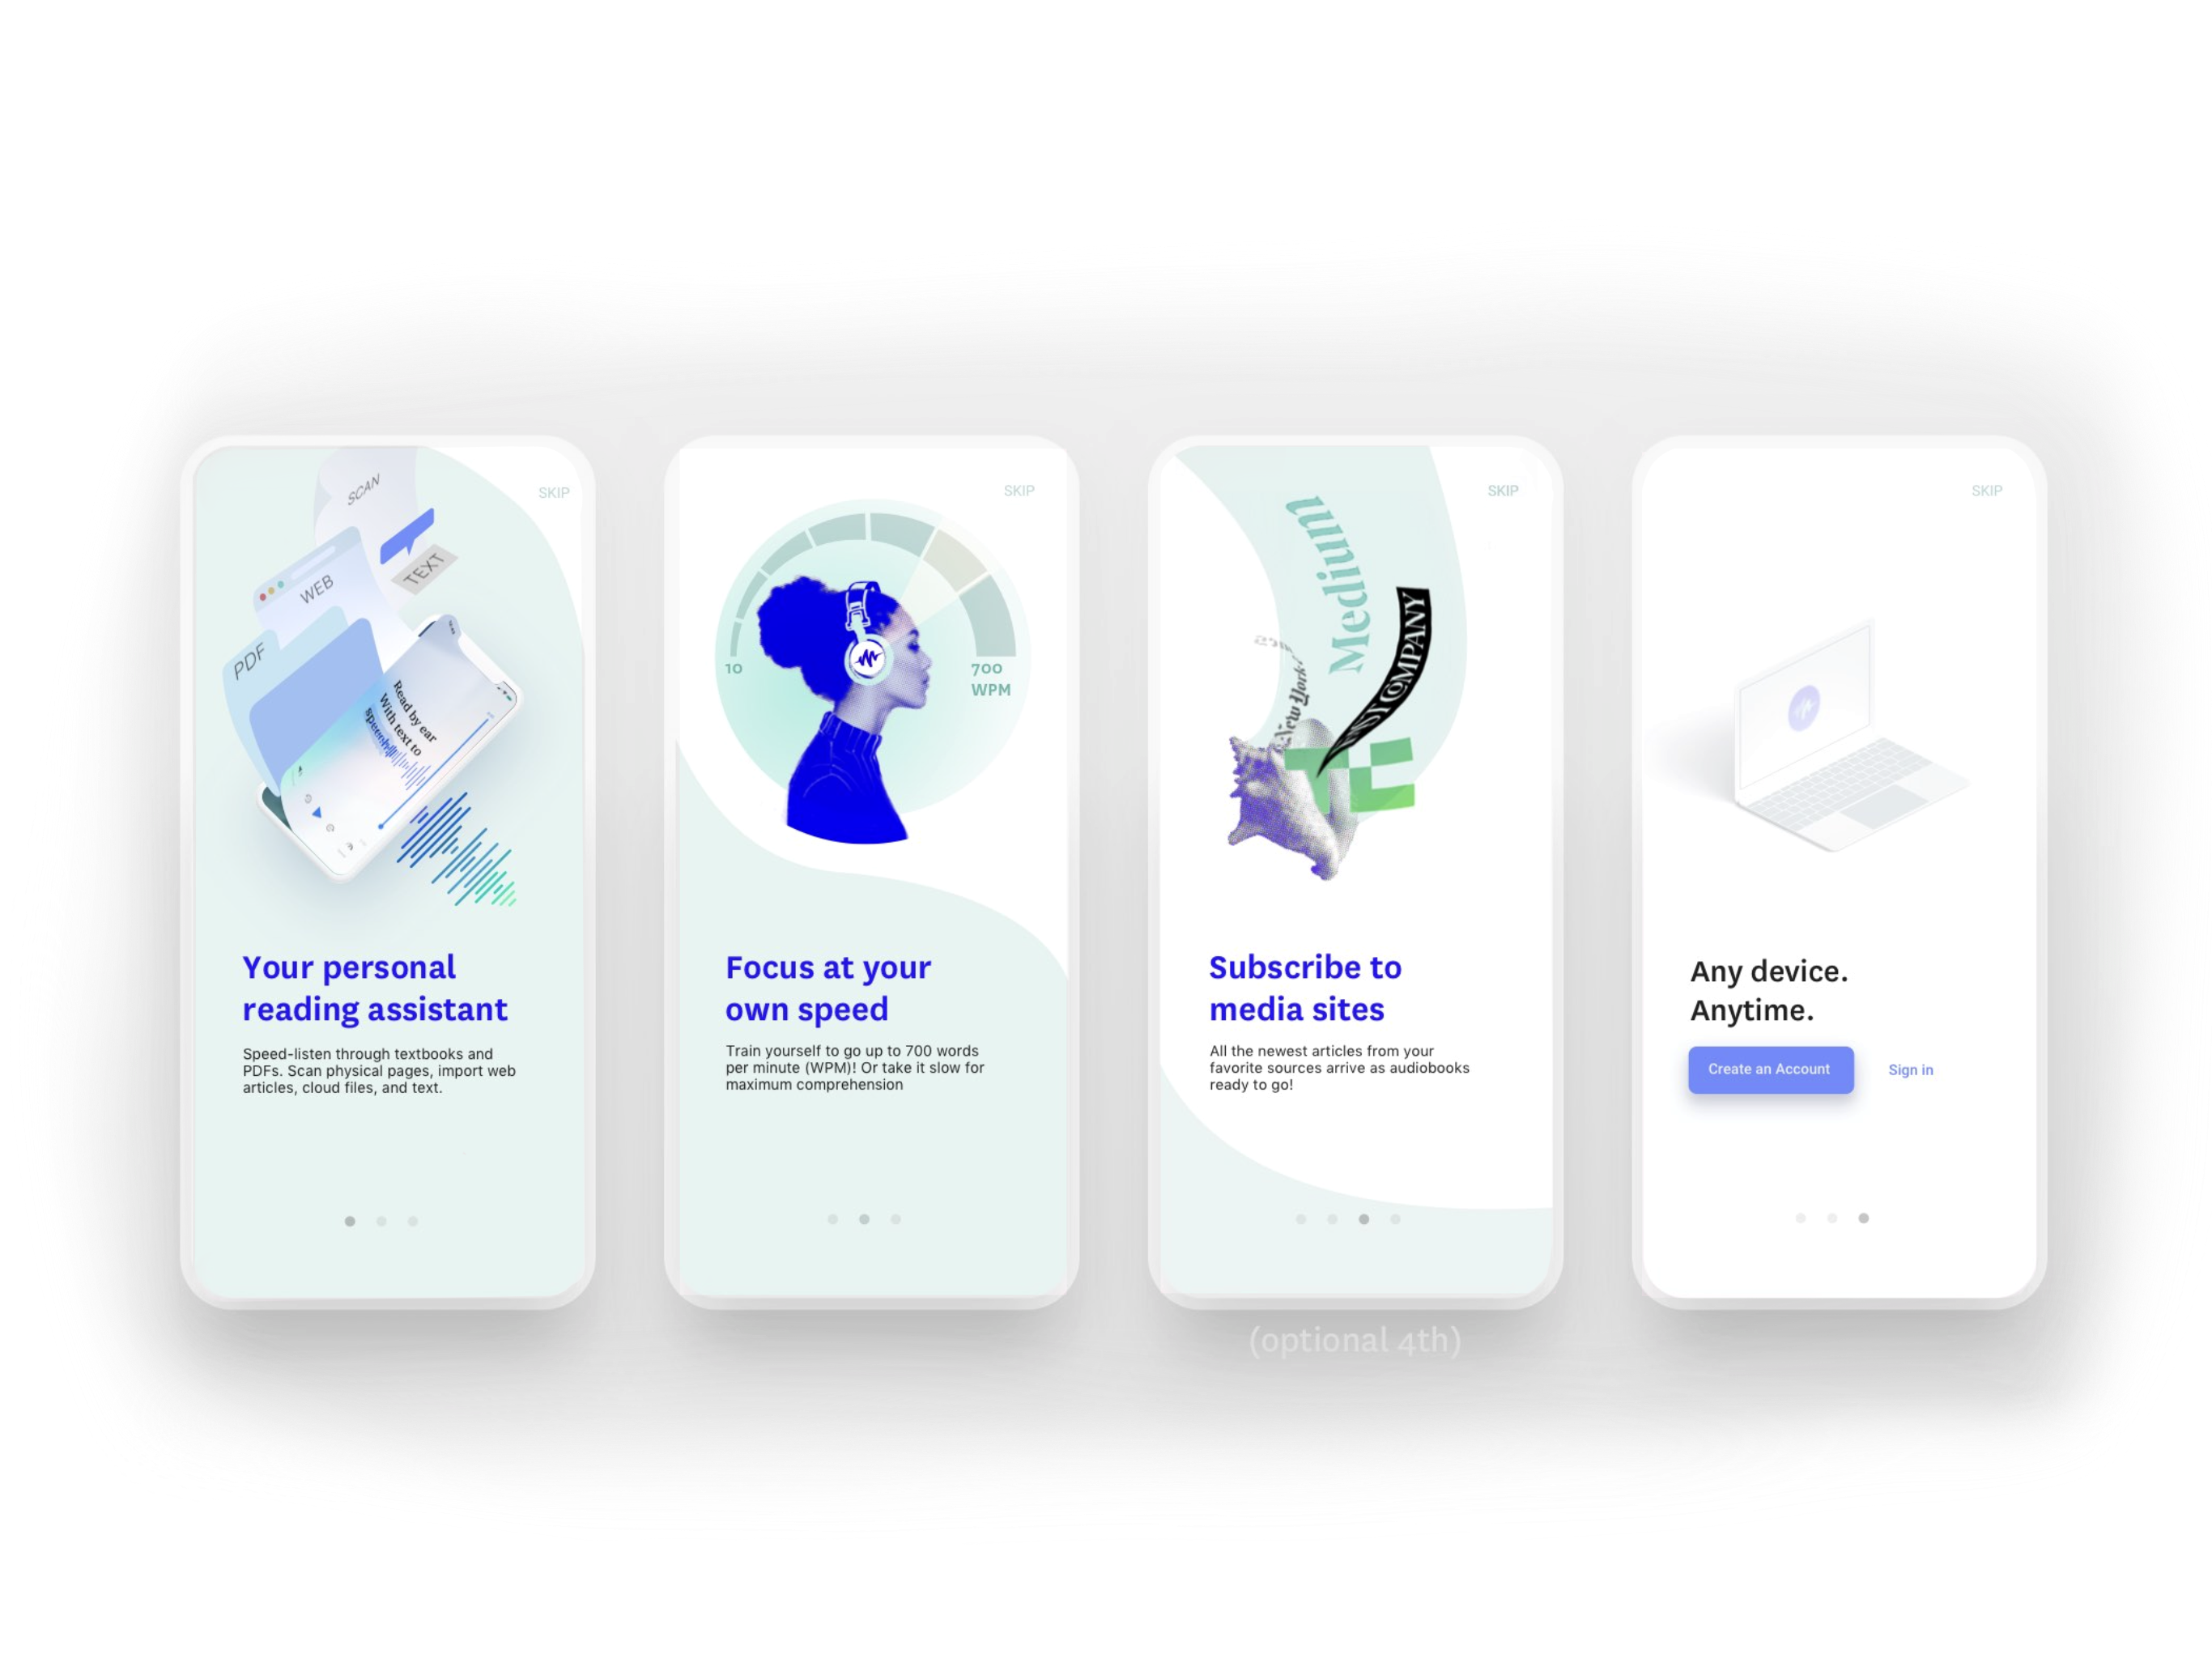 SCAN
SKIP
TEXT
WEB
PDF
Read by ear
With text to
speech
Your personal
reading assistant
Speed-listen through textbooks and
PDFs. Scan physical pages, import web
articles, cloud files, and text.
SKIP
10
700
WPM
Focus at your
own speed
Train yourself to go up to 700 words
per minute (WPM)! Or take it slow for
maximum comprehension
SKIP
Medium
FAST COMPANY
New York
TC
Subscribe to
media sites
All the newest articles from your
favorite sources arrive as audiobooks
ready to go!
(optional 4th)
SKIP
Any device.
Anytime.
Create an Account
Sign in